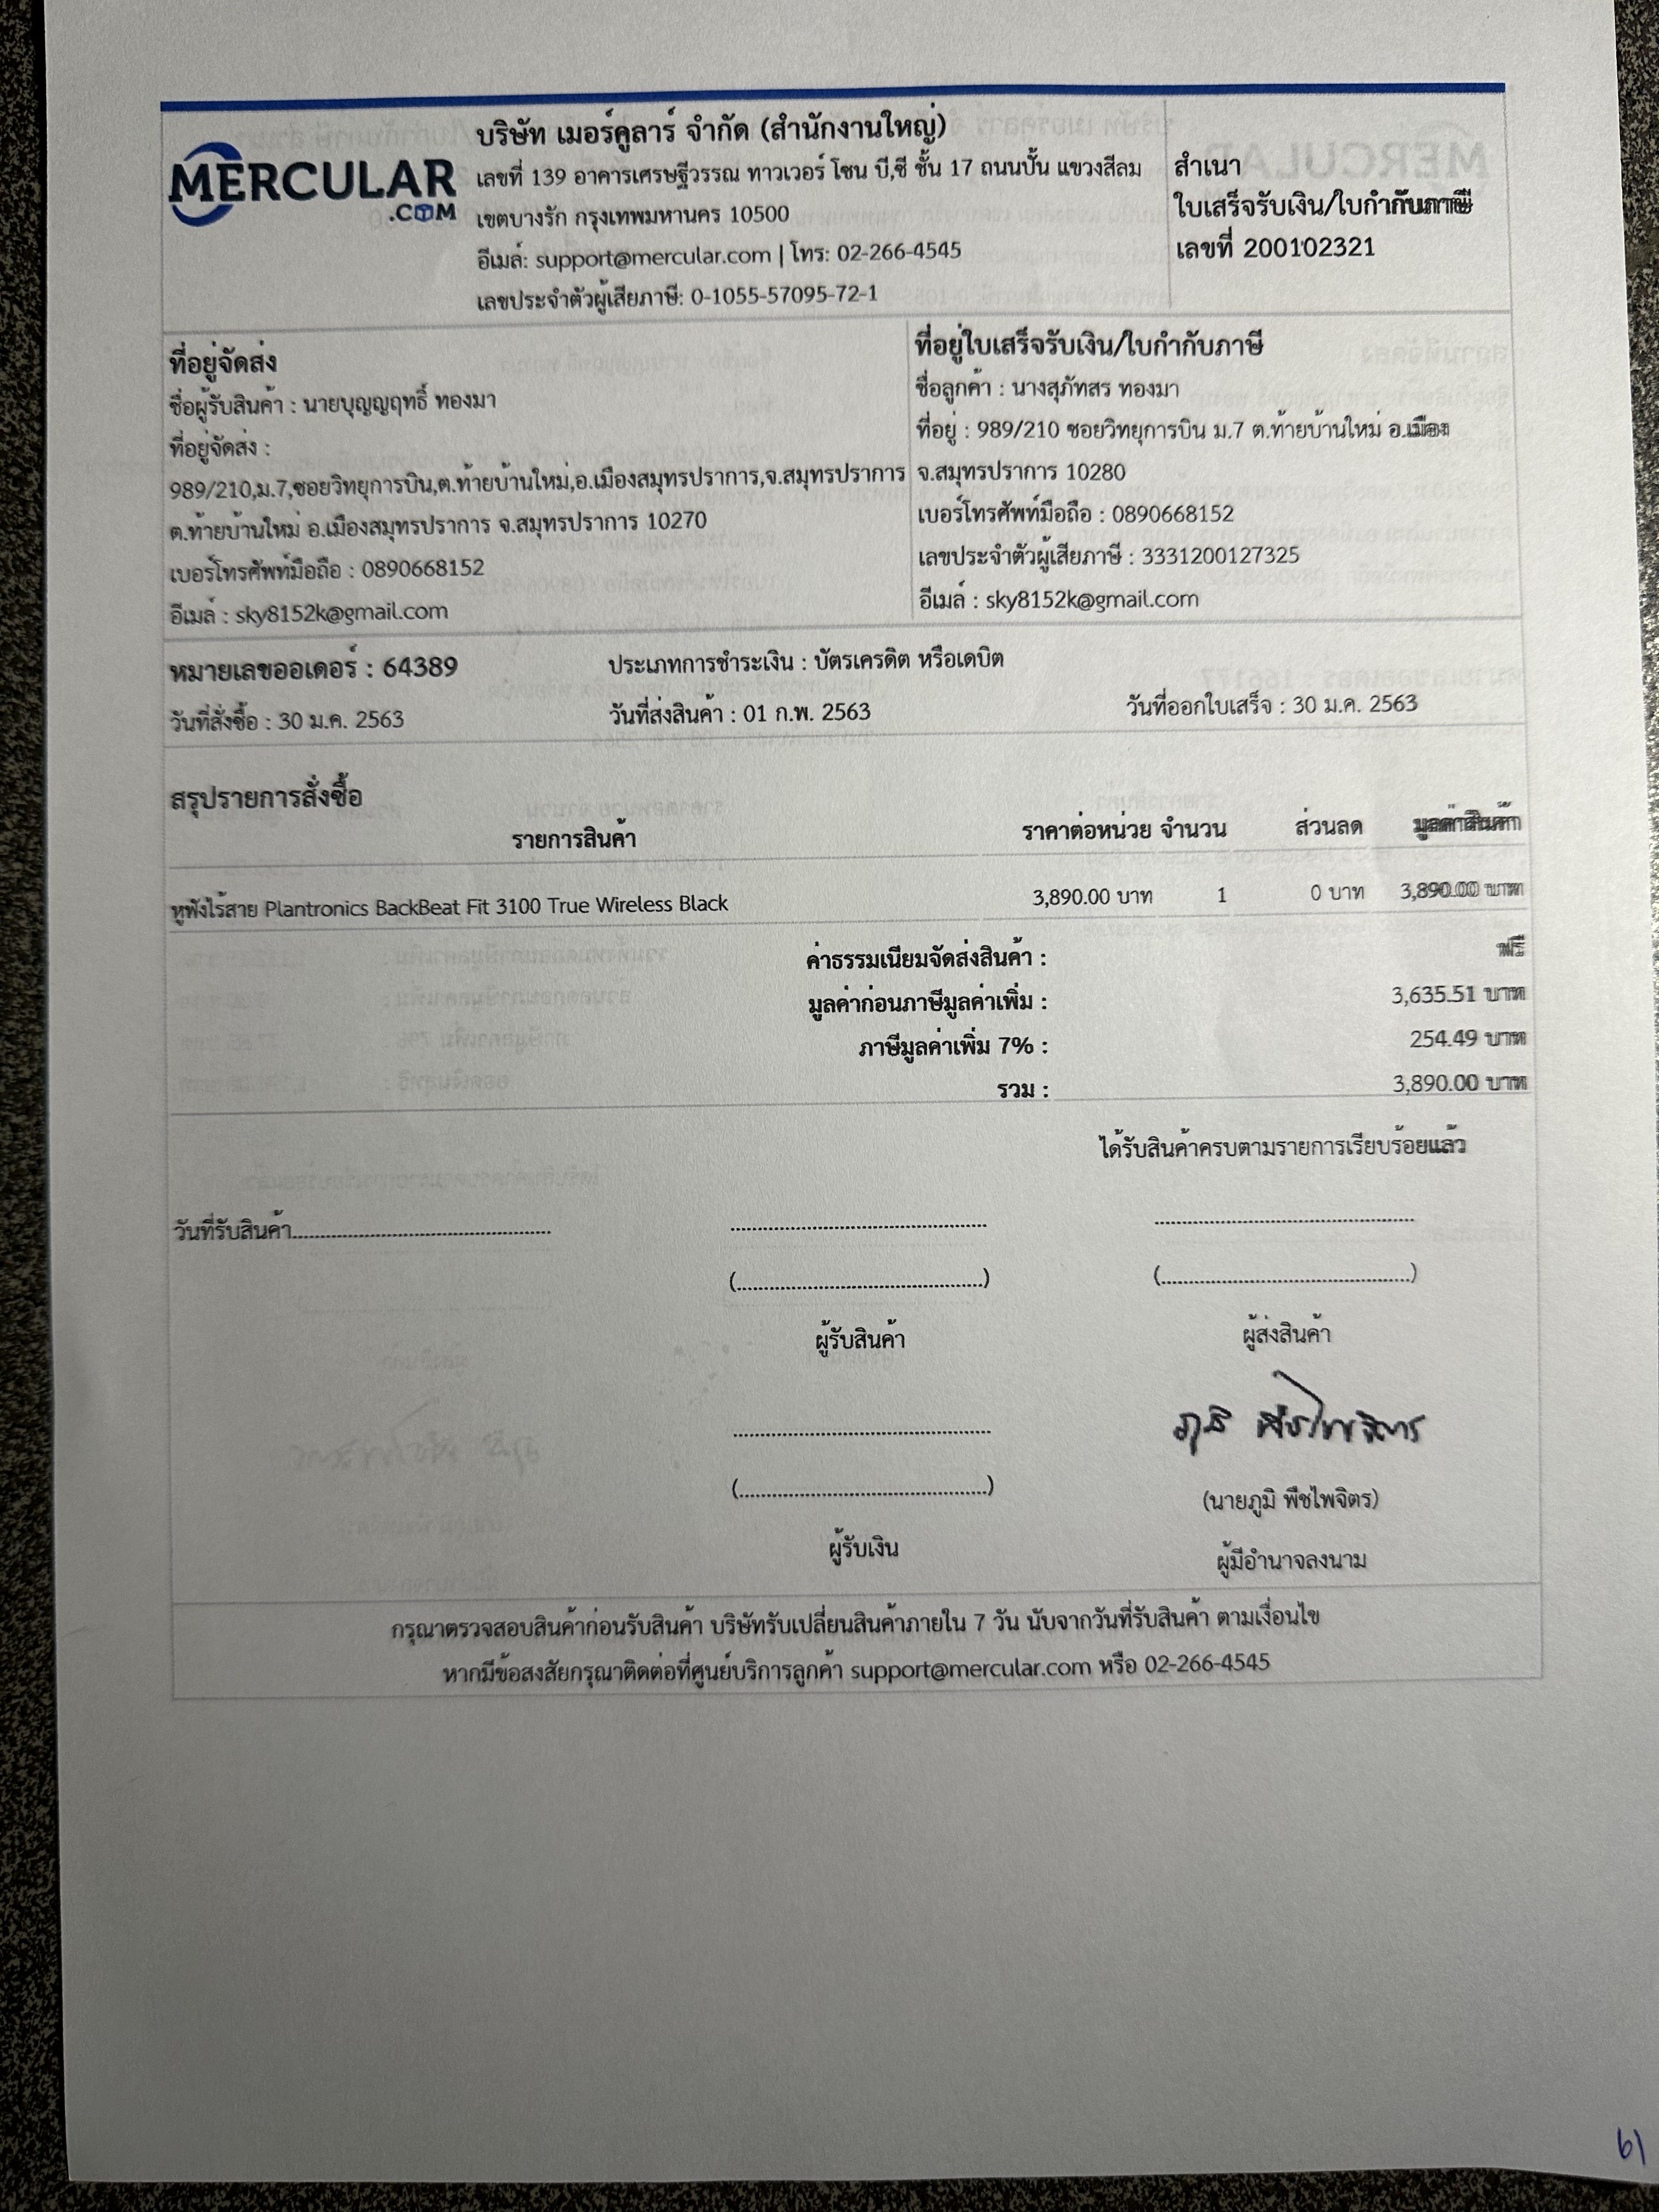 MERCULAR
.COM
บริษัท เมอร์คูลาร์ จำกัด (สำนักงานใหญ่)
เลขที่ 139 อาคารเศรษฐีวรรณ ทาวเวอร์ โซน บี,ซี ชั้น 17 ถนนปั้น แขวงสีลม
เขตบางรัก กรุงเทพมหานคร 10500
อีเมล์: support@mercular.com | โทร: 02-266-4545
เลขประจำตัวผู้เสียภาษี: 0-1055-57095-72-1
สำเนา
ใบเสร็จรับเงิน/ใบกำกับภาษี
เลขที่ 200102321
ที่อยู่จัดส่ง
ชื่อผู้รับสินค้า : นายบุญญฤทธิ์ ทองมา
ที่อยู่จัดส่ง :
989/210,ม.7,ซอยวิทยุการบิน,ต.ท้ายบ้านใหม่,อ.เมืองสมุทรปราการ,จ.สมุทรปราการ
ต.ท้ายบ้านใหม่ อ.เมืองสมุทรปราการ จ.สมุทรปราการ 10270
เบอร์โทรศัพท์มือถือ : 0890668152
อีเมล์ : sky8152k@gmail.com
ที่อยู่ใบเสร็จรับเงิน/ใบกำกับภาษี
ชื่อลูกค้า : นางสุภัทสร ทองมา
ที่อยู่ : 989/210 ซอยวิทยุการบิน ม.7 ต.ท้ายบ้านใหม่ อ.เมือง
จ.สมุทรปราการ 10280
เบอร์โทรศัพท์มือถือ : 0890668152
เลขประจำตัวผู้เสียภาษี : 3331200127325
อีเมล์ : sky8152k@gmail.com
หมายเลขออเดอร์ : 64389 ประเภทการชำระเงิน : บัตรเครดิต หรือเดบิต
วันที่สั่งซื้อ : 30 ม.ค. 2563 วันที่ส่งสินค้า : 01 ก.พ. 2563 วันที่ออกใบเสร็จ : 30 ม.ค. 2563
สรุปรายการสั่งซื้อ
รายการสินค้า ราคาต่อหน่วย จำนวน ส่วนลด มูลค่าสินค้า
หูฟังไร้สาย Plantronics BackBeat Fit 3100 True Wireless Black 3,890.00 บาท 1 0 บาท 3,890.00 บาท
ค่าธรรมเนียมจัดส่งสินค้า : ฟรี
มูลค่าก่อนภาษีมูลค่าเพิ่ม : 3,635.51 บาท
ภาษีมูลค่าเพิ่ม 7% : 254.49 บาท
รวม : 3,890.00 บาท
ได้รับสินค้าครบตามรายการเรียบร้อยแล้ว
วันที่รับสินค้า............................................. ............................................. .............................................
(............................................) (............................................)
ผู้รับสินค้า ผู้ส่งสินค้า
.............................................
(............................................) (นายภูมิ พืชไพจิตร)
ผู้รับเงิน ผู้มีอำนาจลงนาม
กรุณาตรวจสอบสินค้าก่อนรับสินค้า บริษัทรับเปลี่ยนสินค้าภายใน 7 วัน นับจากวันที่รับสินค้า ตามเงื่อนไข
หากมีข้อสงสัยกรุณาติดต่อที่ศูนย์บริการลูกค้า support@mercular.com หรือ 02-266-4545